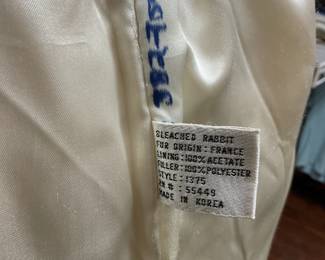 BLEACHED RABBIT
FUR ORIGIN: FRANCE
LINING: 100% ACETATE
FILLER: 100% POLYESTER
STYLE: 1375
RN #: 55449
MADE IN KOREA